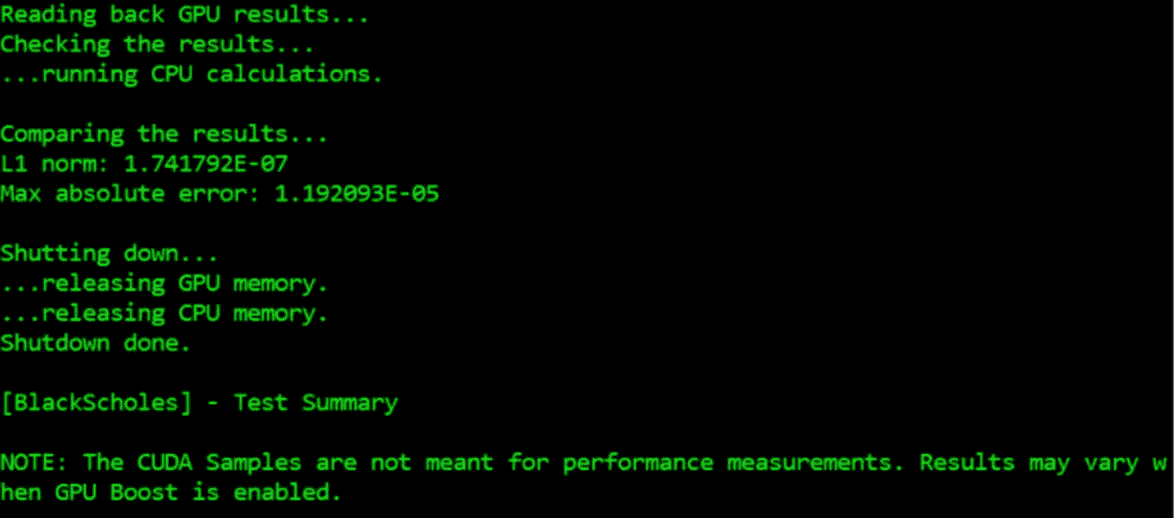 Reading back GPU results...
Checking the results...
...running CPU calculations.
Comparing the results...
L1 norm: 1.741792E-07
Max absolute error: 1.192093E-05
Shutting down...
...releasing GPU memory.
...releasing CPU memory.
Shutdown done.
[BlackScholes] - Test Summary
NOTE: The CUDA Samples are not meant for performance measurements. Results may vary w
hen GPU Boost is enabled.